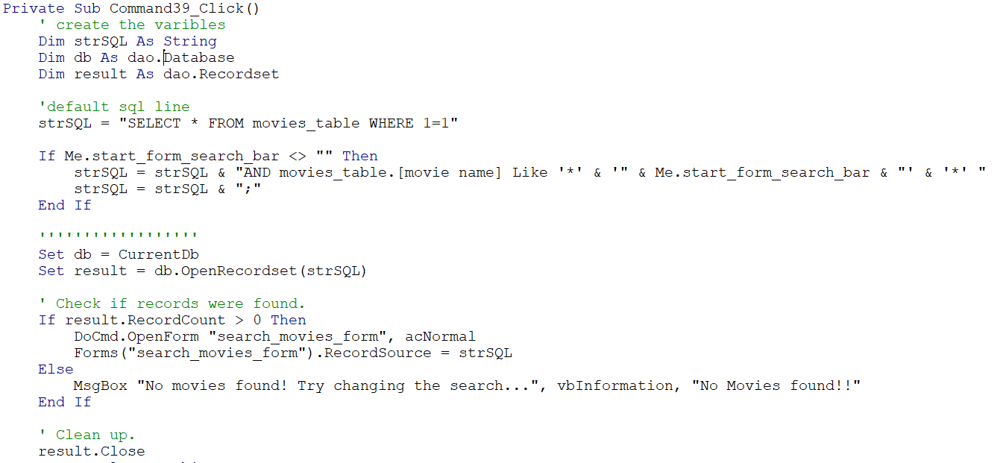 Private Sub Command39_Click()
' create the varibles
Dim strSQL As String
Dim db As dao.Database
Dim result As dao.Recordset
'default sql line
strSQL = "SELECT * FROM movies_table WHERE 1=1"
If Me.start_form_search_bar <> "" Then
strSQL = strSQL & "AND movies_table.[movie name] Like '*' & '" & Me.start_form_search_bar & "' & '*' "
strSQL = strSQL & ";"
End If
''''''''''''''''''
Set db = CurrentDb
Set result = db.OpenRecordset(strSQL)
' Check if records were found.
If result.RecordCount > 0 Then
DoCmd.OpenForm "search_movies_form", acNormal
Forms("search_movies_form").RecordSource = strSQL
Else
MsgBox "No movies found! Try changing the search...", vbInformation, "No Movies found!!"
End If
' Clean up.
result.Close